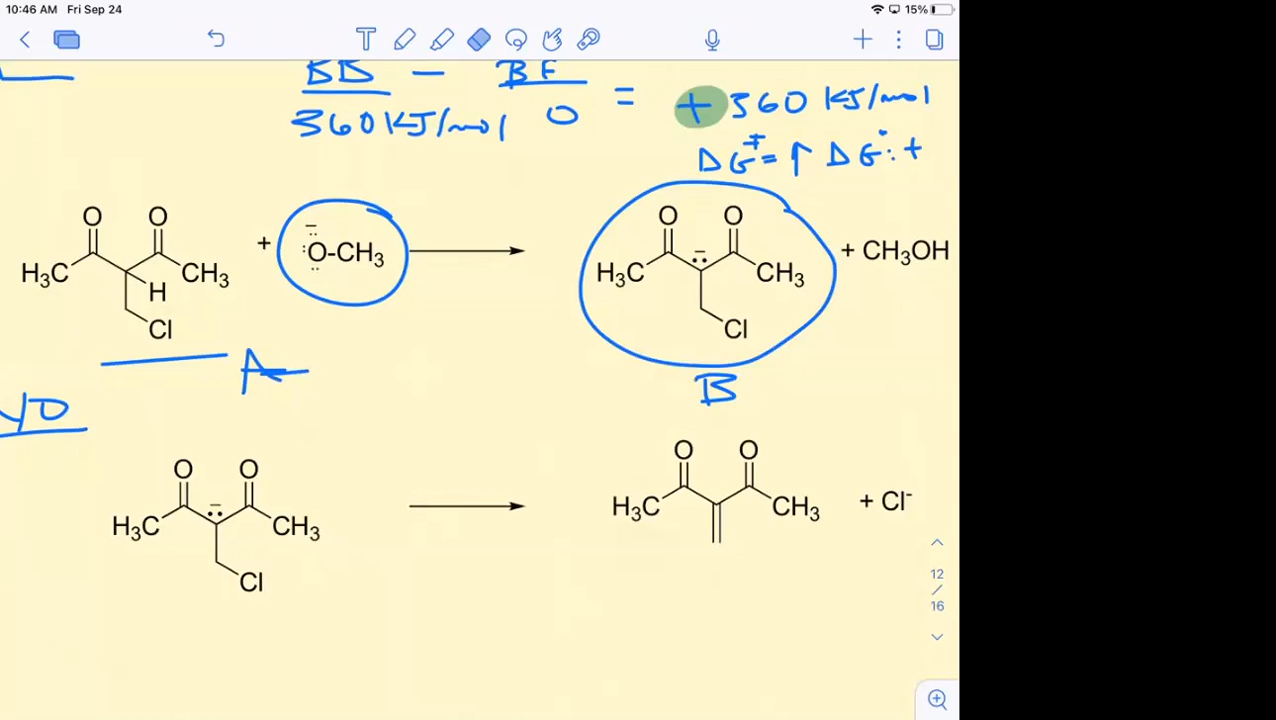 10:46 AM Fri Sep 24 15%
BD — BF
360 KJ/mol 0 = + 360 KJ/mol
ΔG‡ = ↑ ΔG°: +
O O O O
H₃C CH₃ + :Ö-CH₃ H₃C CH₃ + CH₃OH
H
Cl Cl
A B
YD
O O O O
H₃C CH₃ H₃C CH₃ + Cl⁻
Cl
12
/
16